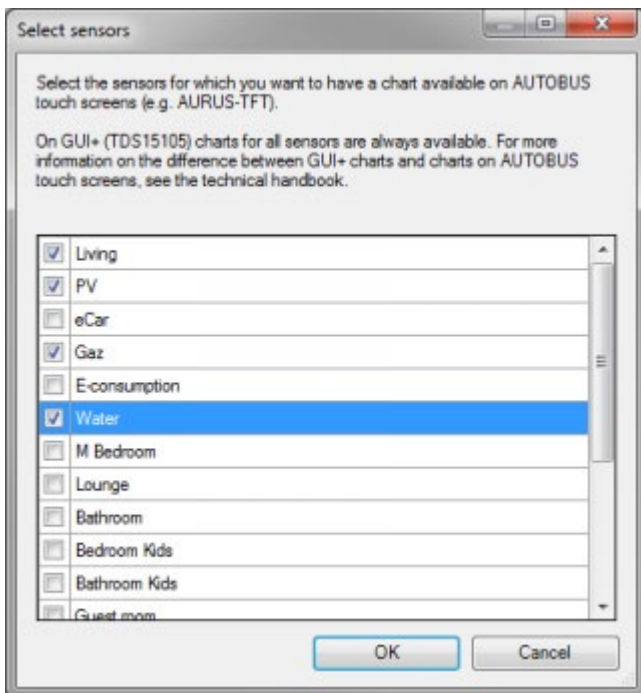 Select sensors
Select the sensors for which you want to have a chart available on AUTOBUS
touch screens (e.g. AURUS-TFT).
On GUI+ (TDS15105) charts for all sensors are always available. For more
information on the difference between GUI+ charts and charts on AUTOBUS
touch screens, see the technical handbook.
Living
PV
eCar
Gaz
E-consumption
Water
M Bedroom
Lounge
Bathroom
Bedroom Kids
Bathroom Kids
Guest room
OK Cancel